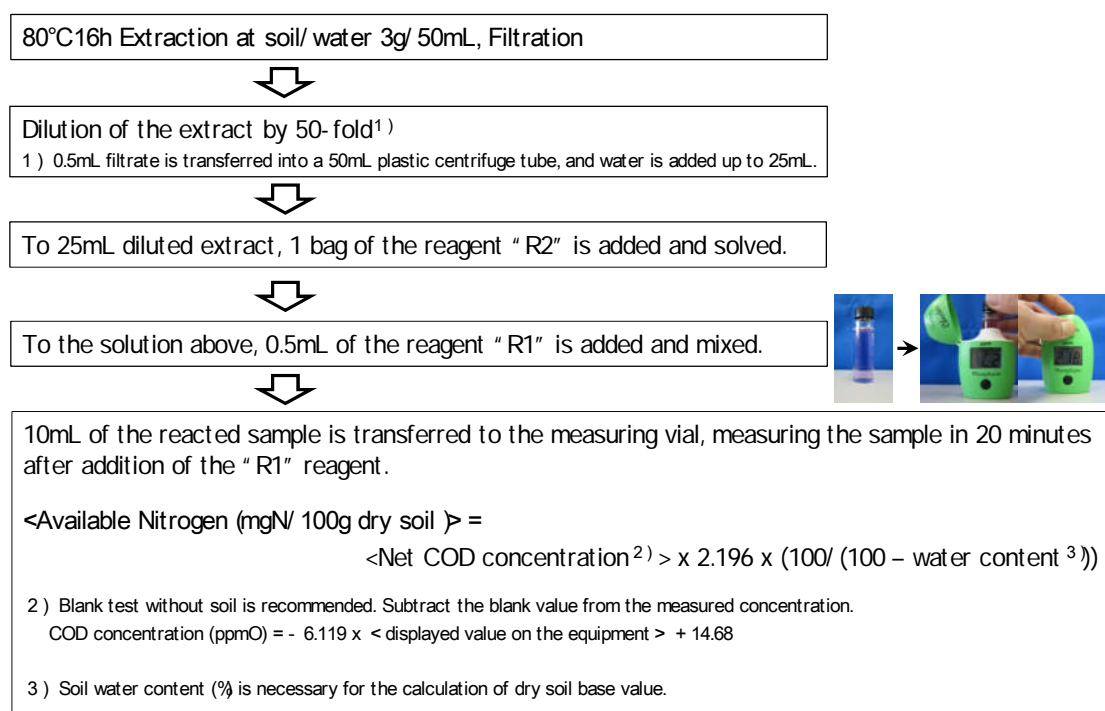 80°C16h Extraction at soil/ water 3g/ 50mL, Filtration
Dilution of the extract by 50- fold1)
1) 0.5mL filtrate is transferred into a 50mL plastic centrifuge tube, and water is added up to 25mL.
To 25mL diluted extract, 1 bag of the reagent “R2” is added and solved.
To the solution above, 0.5mL of the reagent “R1” is added and mixed.
10mL of the reacted sample is transferred to the measuring vial, measuring the sample in 20 minutes
after addition of the “R1” reagent.
<Available Nitrogen (mgN/ 100g dry soil )> =
<Net COD concentration2) > x 2.196 x (100/ (100 – water content 3)))
2) Blank test without soil is recommended. Subtract the blank value from the measured concentration.
COD concentration (ppmO) = - 6.119 x < displayed value on the equipment > + 14.68
3) Soil water content (%) is necessary for the calculation of dry soil base value.